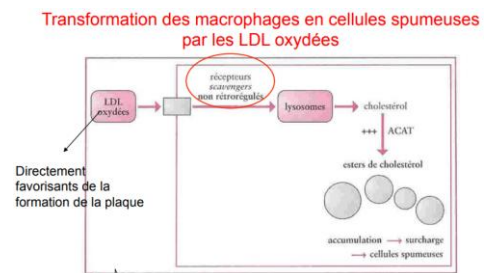 Transformation des macrophages en cellules spumeuses
par les LDL oxydées
récepteurs
scavengers
non rétrorégulés
LDL
oxydées
lysosomes
cholestérol
+++ ACAT
Directement
favorisants de la
formation de la plaque
esters de cholestérol
accumulation → surcharge
→ cellules spumeuses